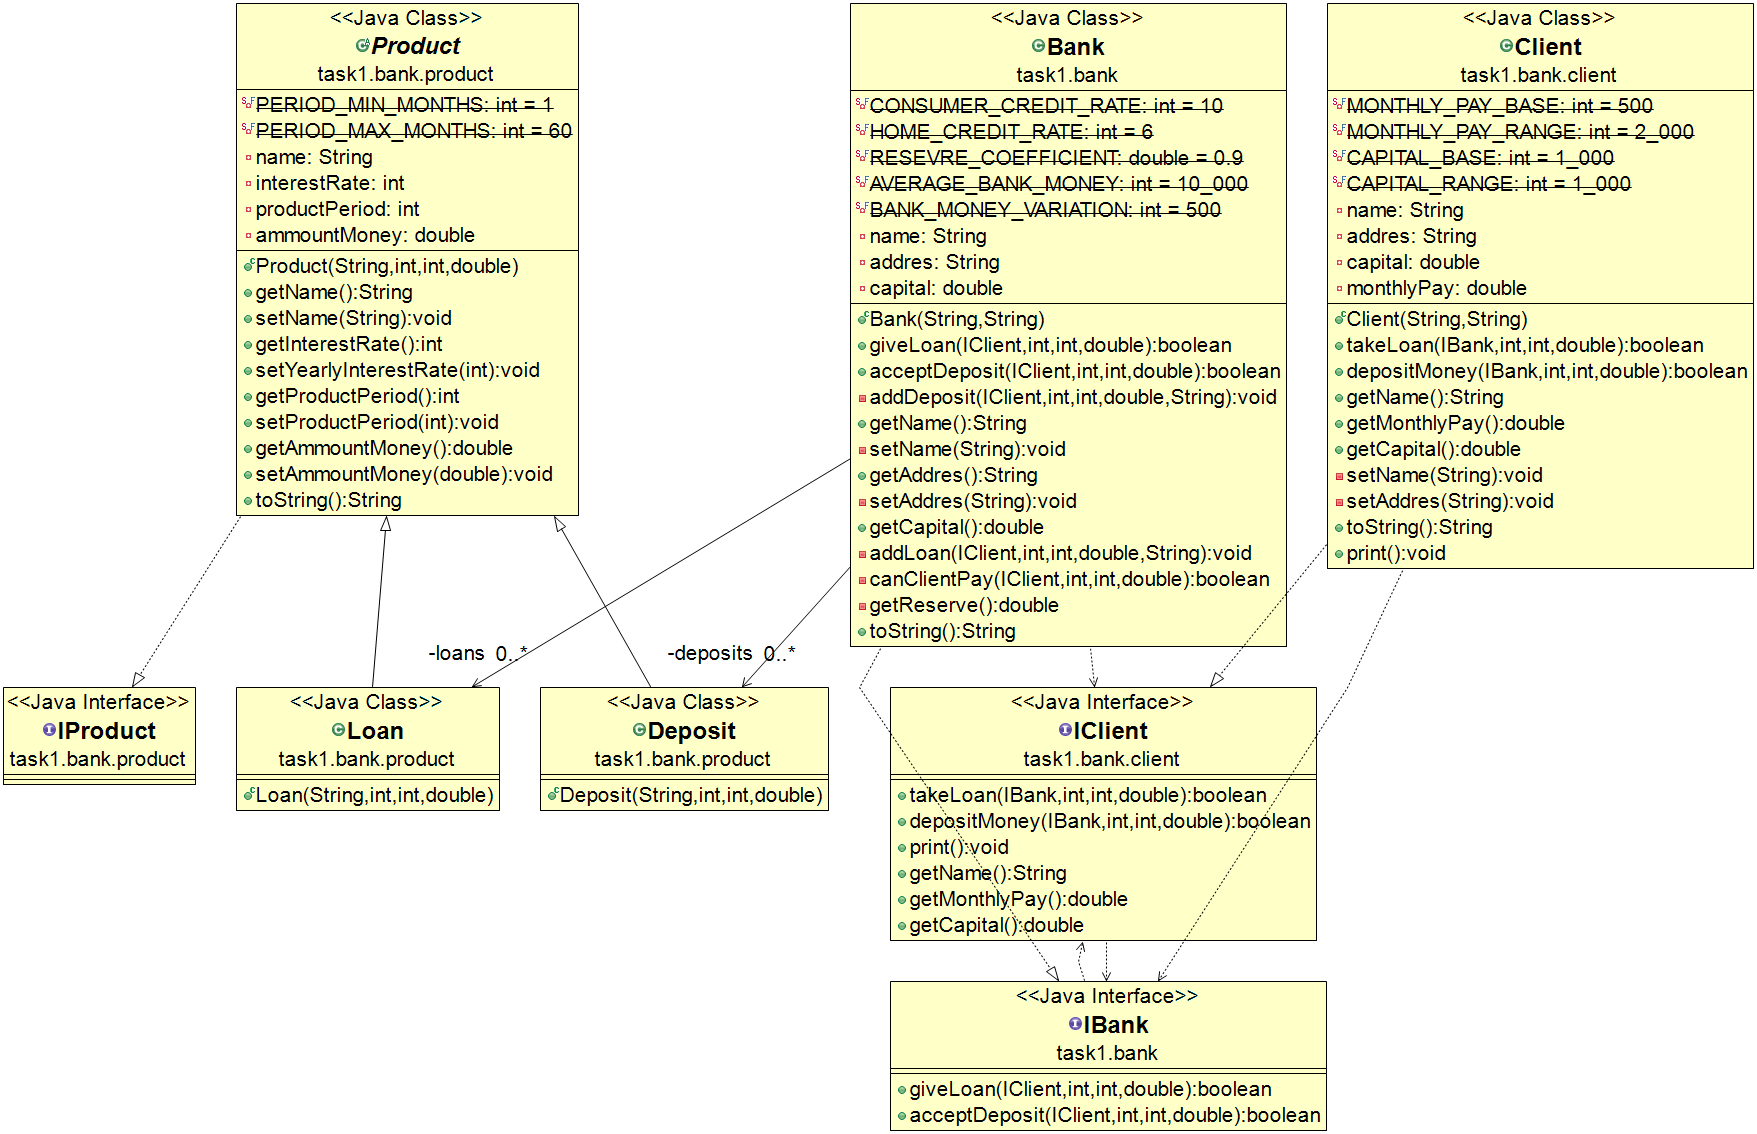 <<Java Class>>
Product
task1.bank.product
PERIOD_MIN_MONTHS: int = 1
PERIOD_MAX_MONTHS: int = 60
name: String
interestRate: int
productPeriod: int
ammountMoney: double
Product(String,int,int,double)
getName():String
setName(String):void
getInterestRate():int
setYearlyInterestRate(int):void
getProductPeriod():int
setProductPeriod(int):void
getAmmountMoney():double
setAmmountMoney(double):void
toString():String
<<Java Class>>
Bank
task1.bank
CONSUMER_CREDIT_RATE: int = 10
HOME_CREDIT_RATE: int = 6
RESEVRE_COEFFICIENT: double = 0.9
AVERAGE_BANK_MONEY: int = 10_000
BANK_MONEY_VARIATION: int = 500
name: String
addres: String
capital: double
Bank(String,String)
giveLoan(IClient,int,int,double):boolean
acceptDeposit(IClient,int,int,double):boolean
addDeposit(IClient,int,int,double,String):void
getName():String
setName(String):void
getAddres():String
setAddres(String):void
getCapital():double
addLoan(IClient,int,int,double,String):void
canClientPay(IClient,int,int,double):boolean
getReserve():double
toString():String
<<Java Class>>
Client
task1.bank.client
MONTHLY_PAY_BASE: int = 500
MONTHLY_PAY_RANGE: int = 2_000
CAPITAL_BASE: int = 1_000
CAPITAL_RANGE: int = 1_000
name: String
addres: String
capital: double
monthlyPay: double
Client(String,String)
takeLoan(IBank,int,int,double):boolean
depositMoney(IBank,int,int,double):boolean
getName():String
getMonthlyPay():double
getCapital():double
setName(String):void
setAddres(String):void
toString():String
print():void
-loans 0..*
-deposits 0..*
<<Java Interface>>
IProduct
task1.bank.product
<<Java Class>>
Loan
task1.bank.product
Loan(String,int,int,double)
<<Java Class>>
Deposit
task1.bank.product
Deposit(String,int,int,double)
<<Java Interface>>
IClient
task1.bank.client
takeLoan(IBank,int,int,double):boolean
depositMoney(IBank,int,int,double):boolean
print():void
getName():String
getMonthlyPay():double
getCapital():double
<<Java Interface>>
IBank
task1.bank
giveLoan(IClient,int,int,double):boolean
acceptDeposit(IClient,int,int,double):boolean